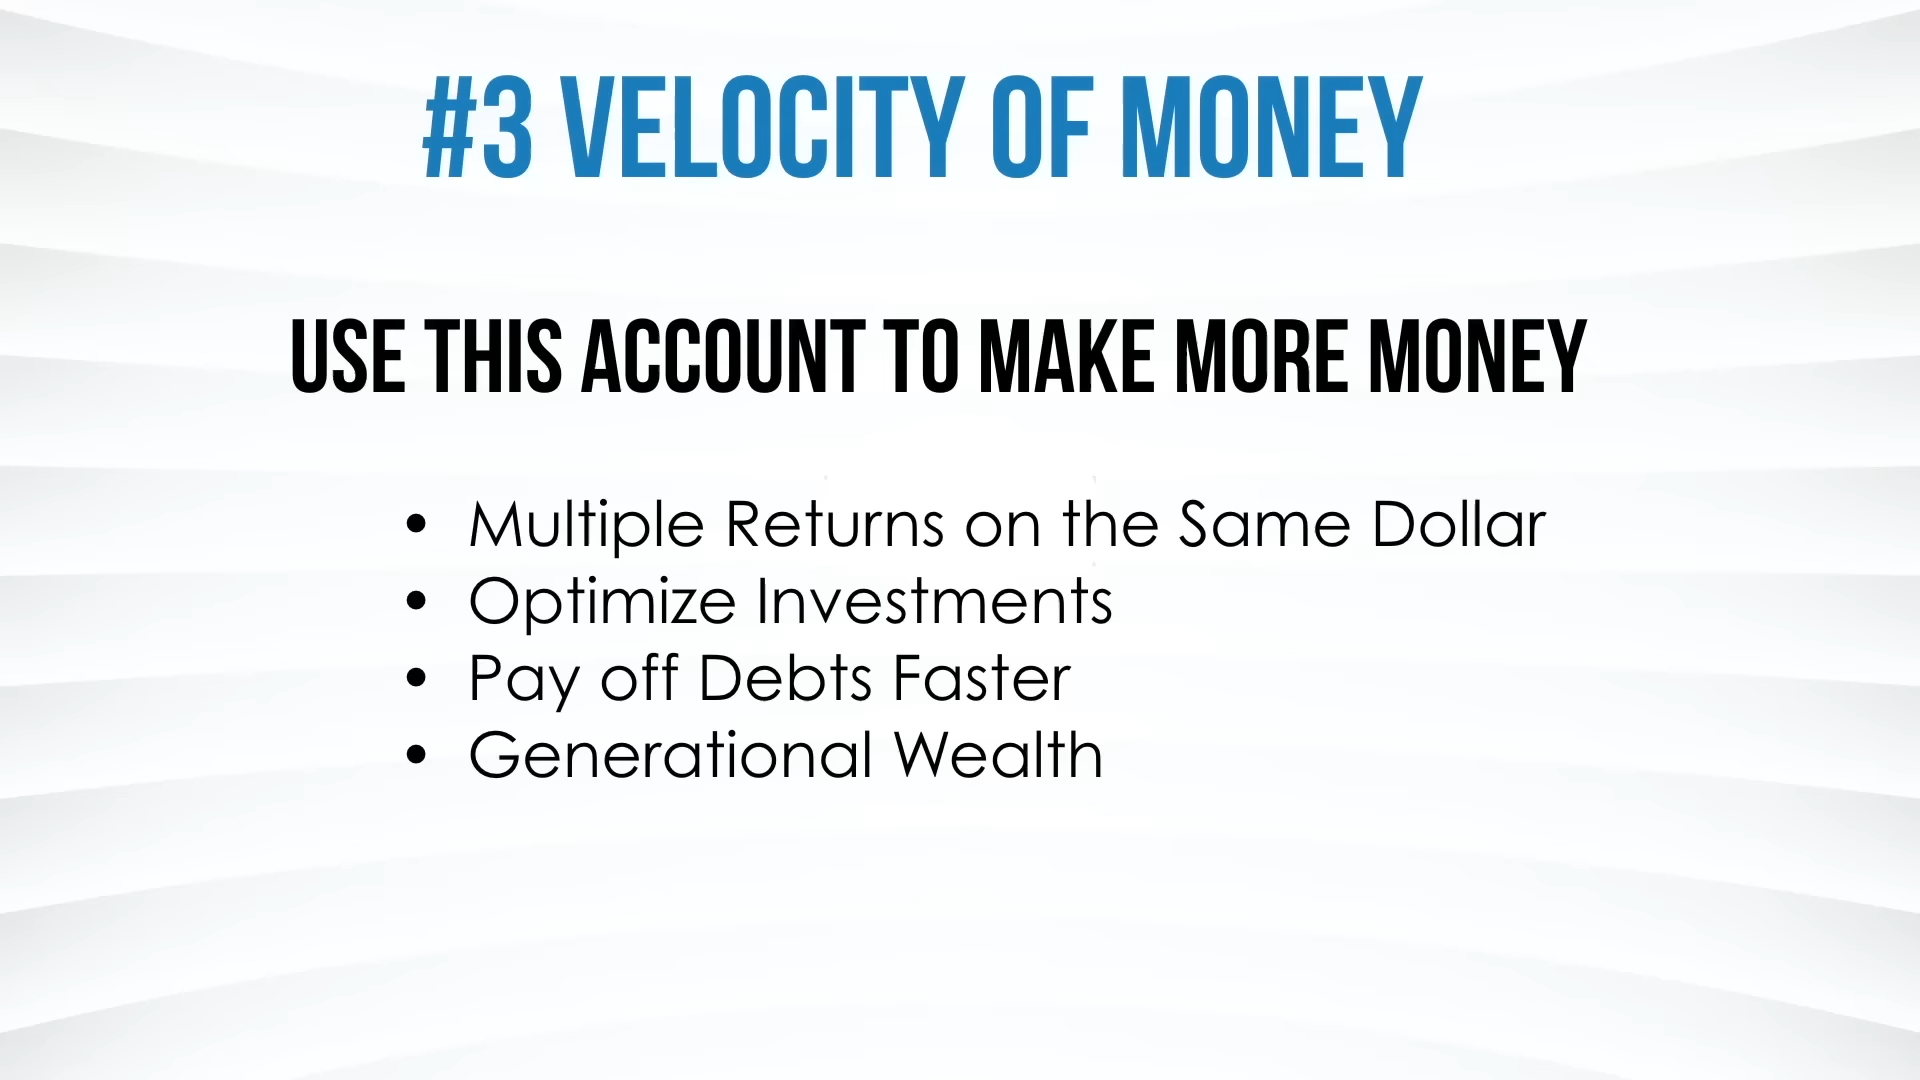 #3 VELOCITY OF MONEY
USE THIS ACCOUNT TO MAKE MORE MONEY
• Multiple Returns on the Same Dollar
• Optimize Investments
• Pay off Debts Faster
• Generational Wealth